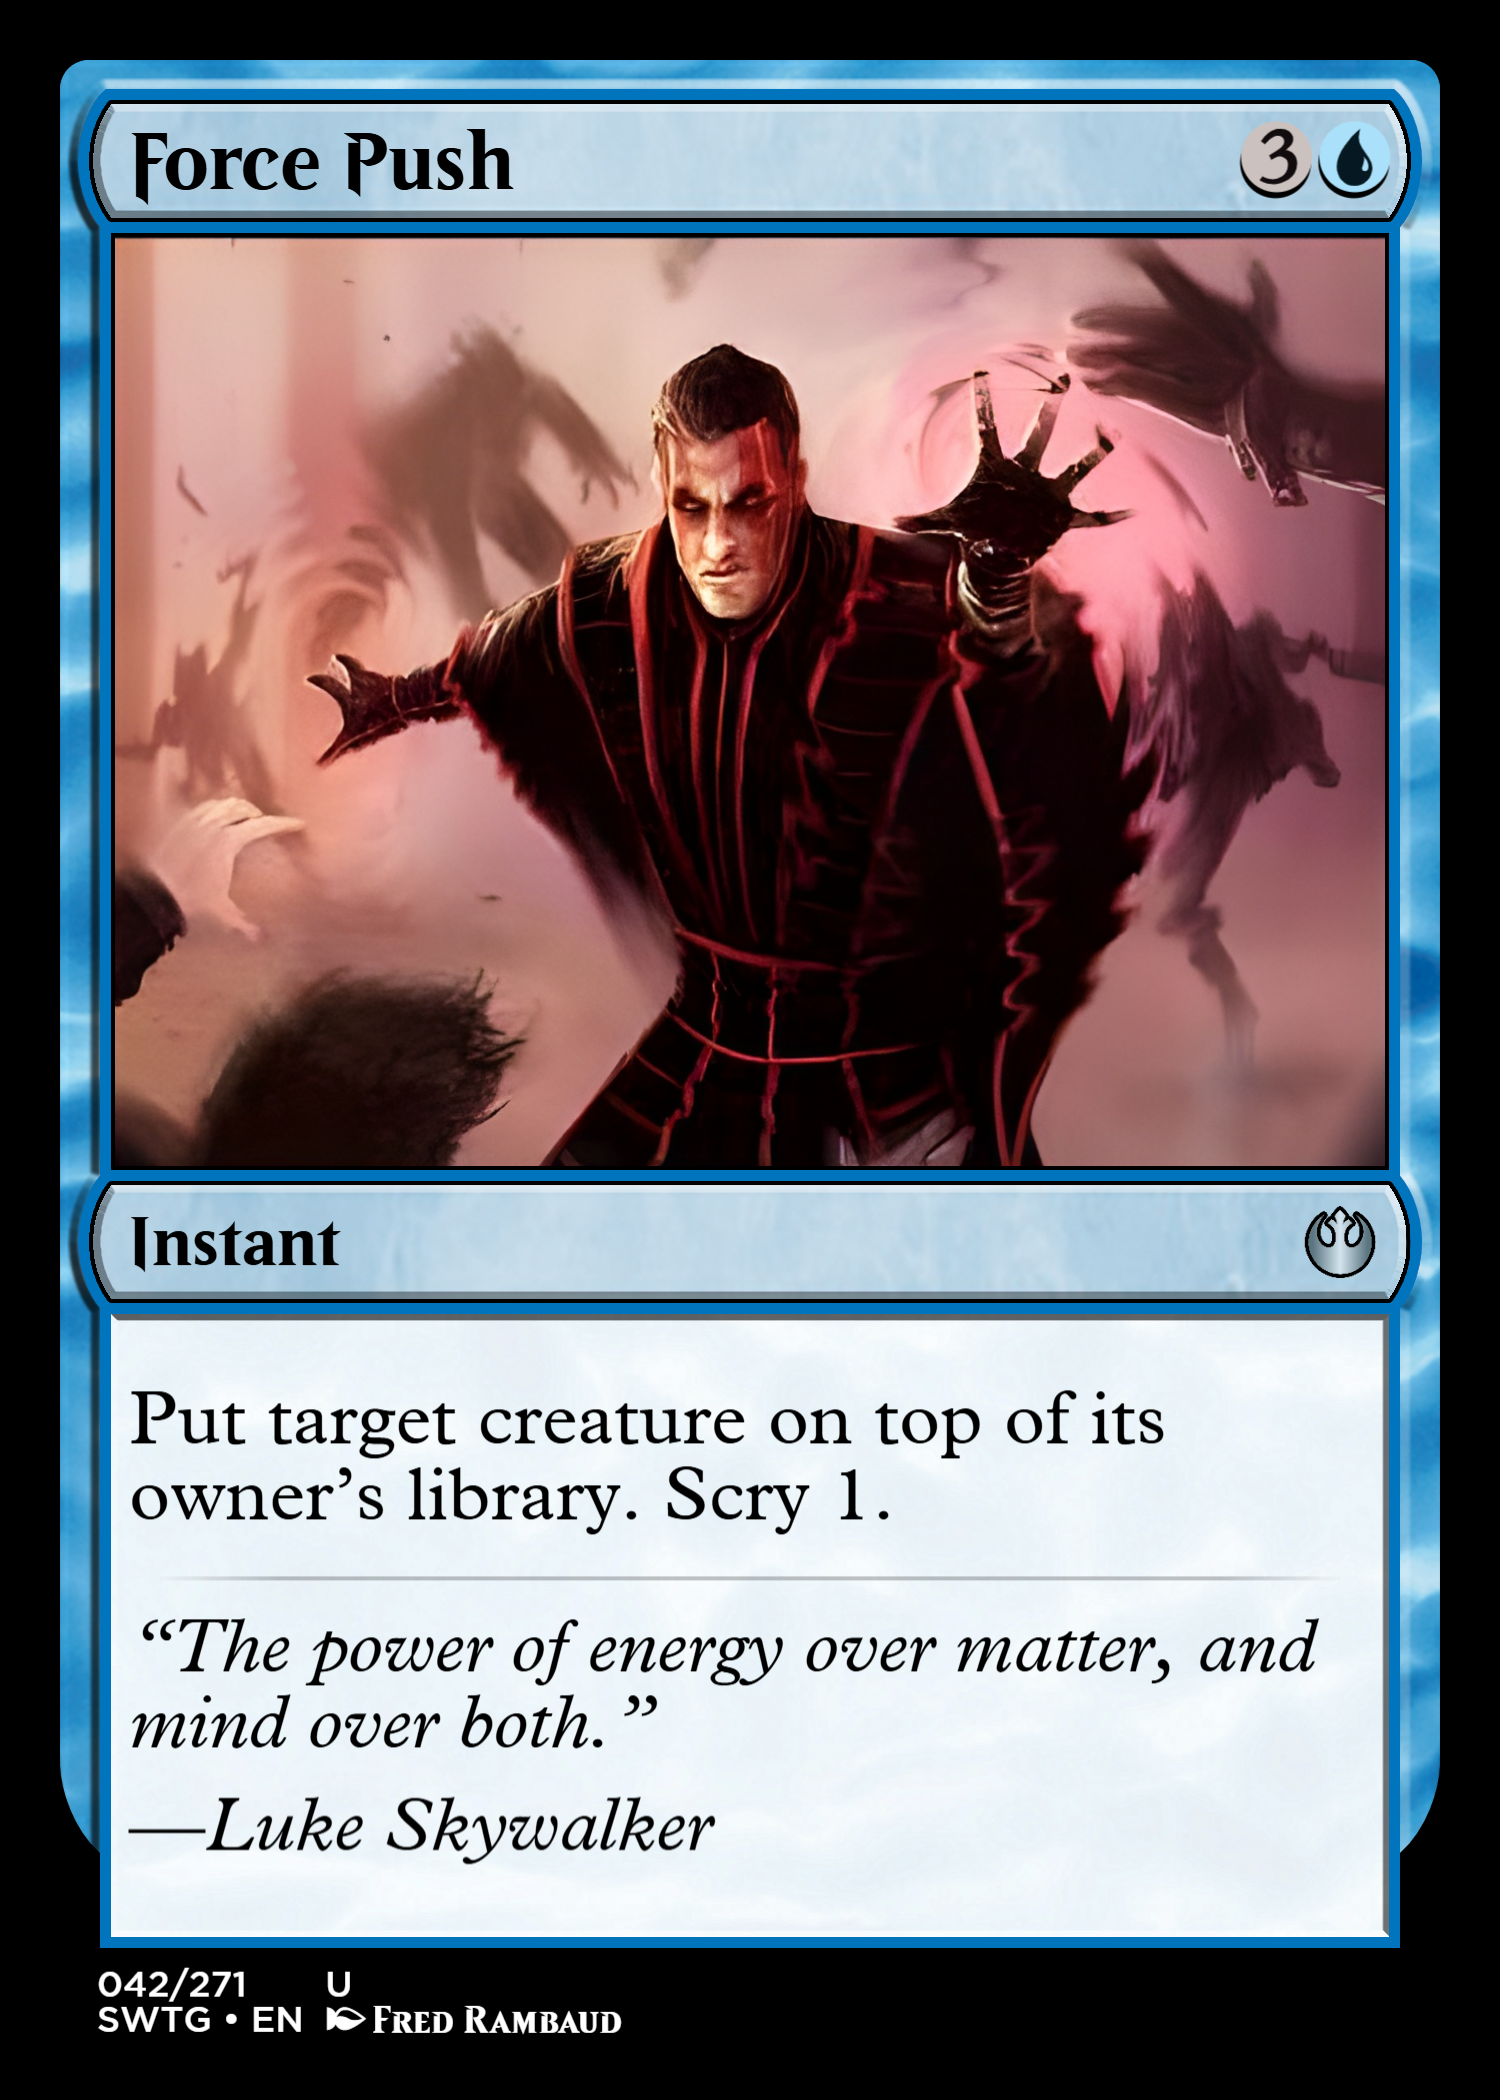 Force Push 3
Instant
Put target creature on top of its
owner’s library. Scry 1.
“The power of energy over matter, and
mind over both.”
—Luke Skywalker
042/271 U
SWTG • EN Fred Rambaud